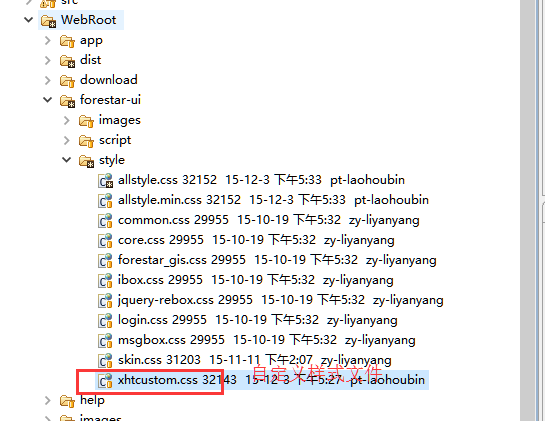 src
WebRoot
app
dist
download
forestar-ui
images
script
style
allstyle.css 32152 15-12-3 下午5:33 pt-laohoubin
allstyle.min.css 32152 15-12-3 下午5:33 pt-laohoubin
common.css 29955 15-10-19 下午5:32 zy-liyanyang
core.css 29955 15-10-19 下午5:32 zy-liyanyang
forestar_gis.css 29955 15-10-19 下午5:32 zy-liyanyang
ibox.css 29955 15-10-19 下午5:32 zy-liyanyang
jquery-rebox.css 29955 15-10-19 下午5:32 zy-liyanyang
login.css 29955 15-10-19 下午5:32 zy-liyanyang
msgbox.css 29955 15-10-19 下午5:32 zy-liyanyang
skin.css 31203 15-11-11 下午2:07 zy-liyanyang
xhtcustom.css 32143 15-12-3 下午5:27 pt-laohoubin
自定义样式文件
help
images